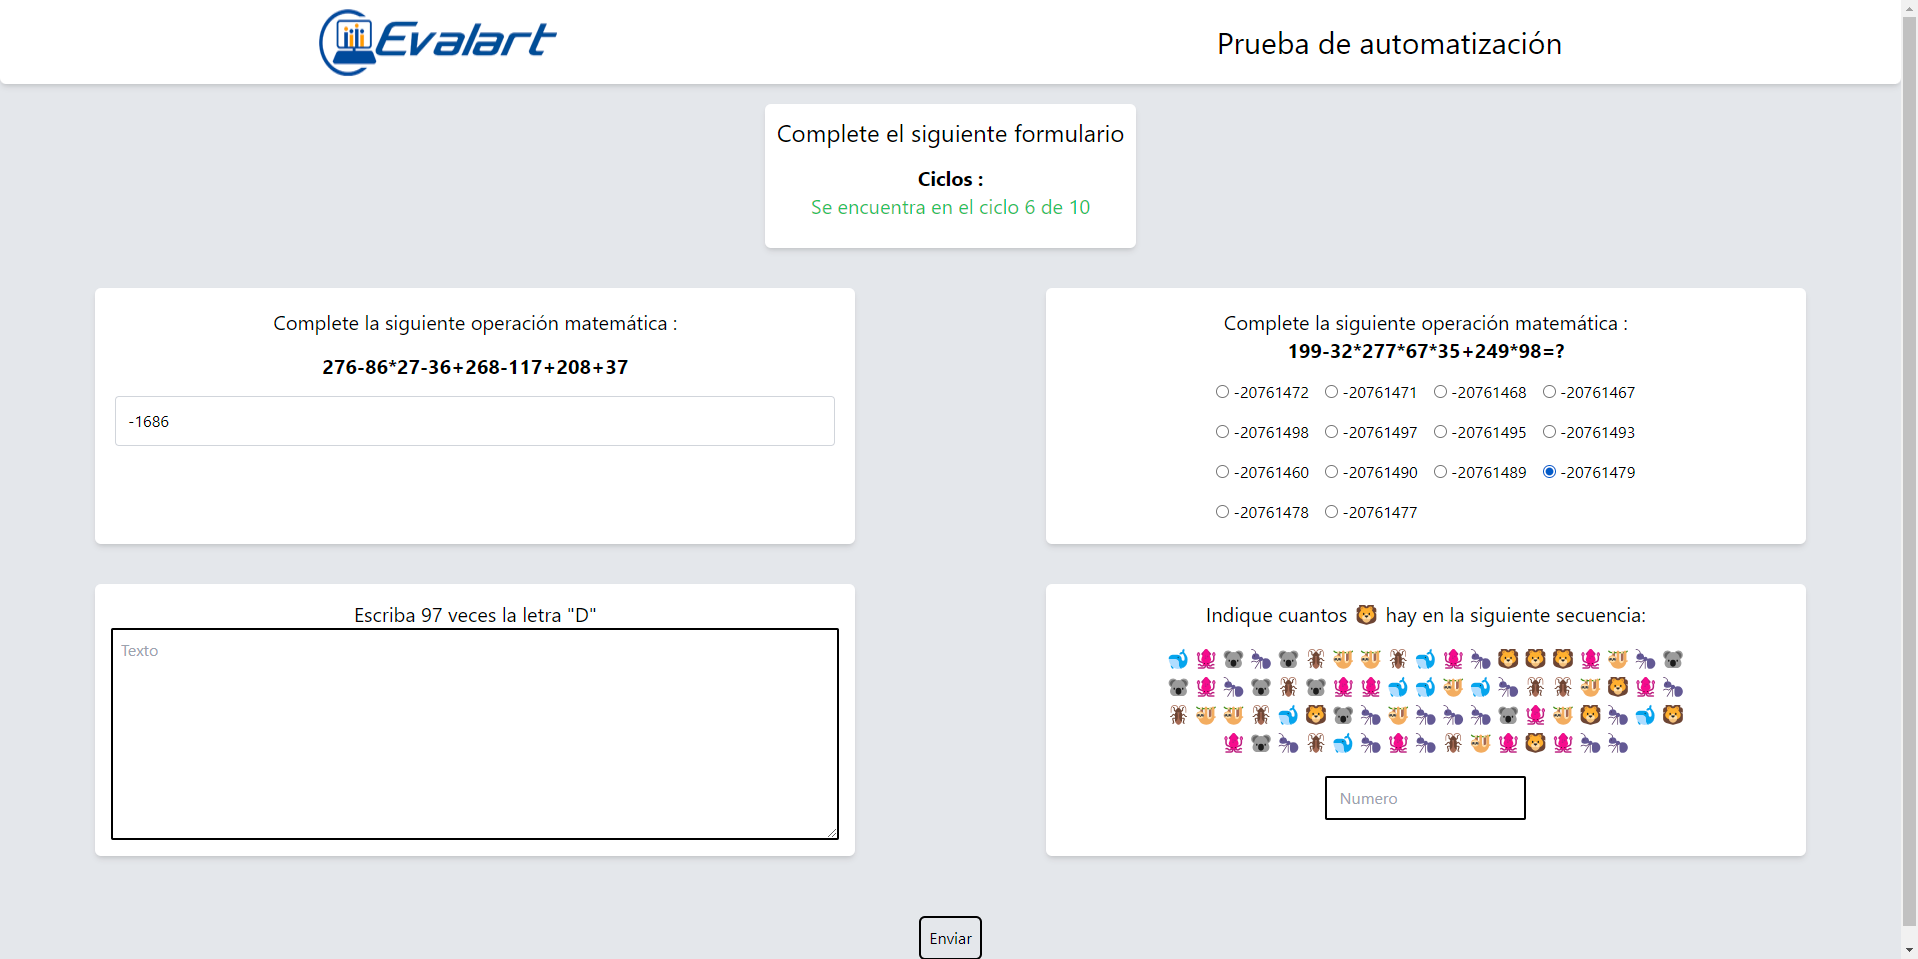 Evalart
Prueba de automatización
Complete el siguiente formulario
Ciclos :
Se encuentra en el ciclo 6 de 10
Complete la siguiente operación matemática :
276-86*27-36+268-117+208+37
-1686
Complete la siguiente operación matemática :
199-32*277*67*35+249*98=?
-20761472 -20761471 -20761468 -20761467
-20761498 -20761497 -20761495 -20761493
-20761460 -20761490 -20761489 -20761479
-20761478 -20761477
Escriba 97 veces la letra "D"
Texto
Indique cuantos 🦁 hay en la siguiente secuencia:
Numero
Enviar